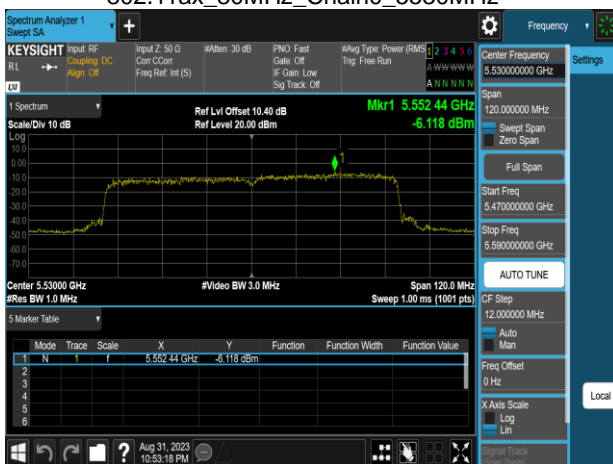 802.11ax_80MHz_Chain0_5530MHz
Spectrum Analyzer 1
Swept SA
+
Frequency
KEYSIGHT
RL
LXI
Input: RF
Coupling: DC
Align: Off
Input Z: 50 Ω
Corr CCorr
Freq Ref: Int (S)
#Atten: 30 dB
PNO: Fast
Gate: Off
IF Gain: Low
Sig Track: Off
#Avg Type: Power (RMS
Trig: Free Run
1 2 3 4 5 6
A W W W W W
A N N N N N
Center Frequency
5.530000000 GHz
Settings
Span
120.000000 MHz
Swept Span
Zero Span
Full Span
Start Freq
5.470000000 GHz
Stop Freq
5.590000000 GHz
AUTO TUNE
CF Step
12.000000 MHz
Auto
Man
Freq Offset
0 Hz
X Axis Scale
Log
Lin
Signal Track
(Span Zoom)
Local
1 Spectrum
Scale/Div 10 dB
Ref Lvl Offset 10.40 dB
Ref Level 20.00 dBm
Mkr1 5.552 44 GHz
-6.118 dBm
Log
10.0
0.00
-10.0
-20.0
-30.0
-40.0
-50.0
-60.0
-70.0
1
Center 5.53000 GHz
#Res BW 1.0 MHz
#Video BW 3.0 MHz
Span 120.0 MHz
Sweep 1.00 ms (1001 pts)
5 Marker Table
Mode Trace Scale X Y Function Function Width Function Value
1 N 1 f 5.552 44 GHz -6.118 dBm
2
3
4
5
6
?
Aug 31, 2023
10:53:18 PM